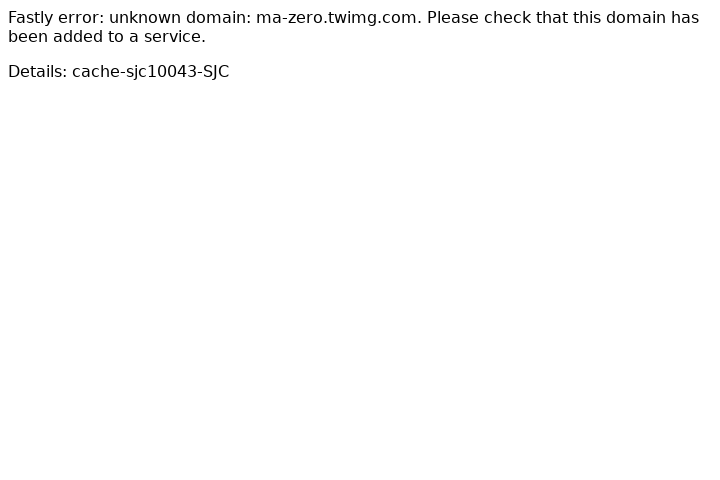 Fastly error: unknown domain: ma-zero.twimg.com. Please check that this domain has
been added to a service.
Details: cache-sjc10043-SJC